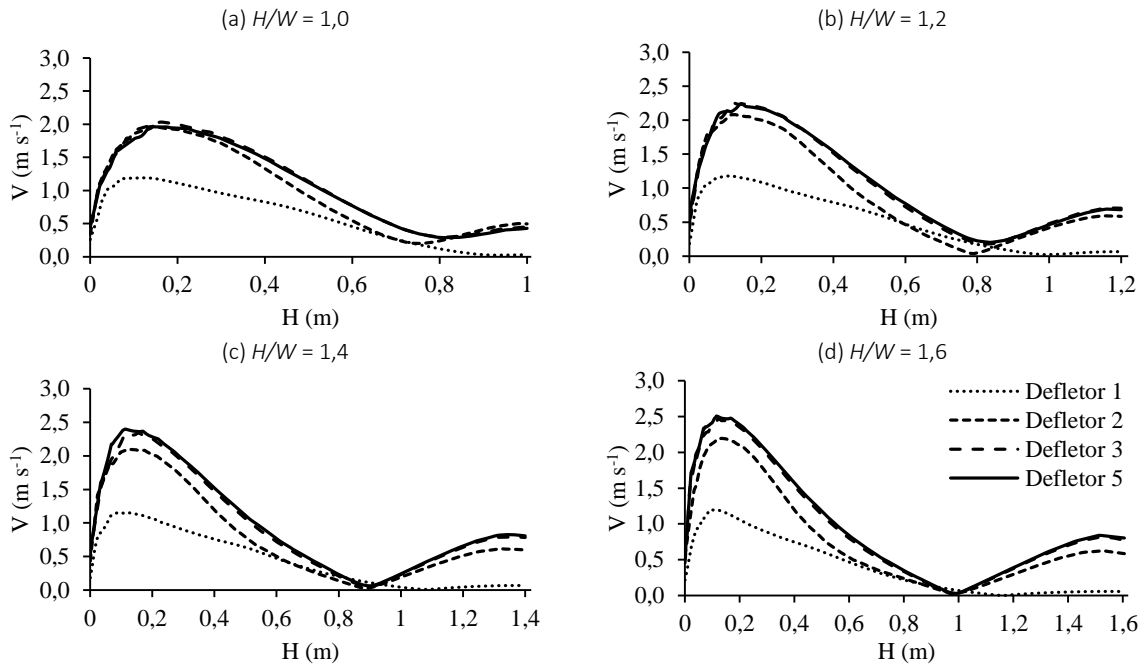 (a) H/W = 1,0
V (m s⁻¹)
3,0
2,5
2,0
1,5
1,0
0,5
0,0
0 0,2 0,4 0,6 0,8 1
H (m)
(b) H/W = 1,2
V (m s⁻¹)
3,0
2,5
2,0
1,5
1,0
0,5
0,0
0 0,2 0,4 0,6 0,8 1 1,2
H (m)
(c) H/W = 1,4
V (m s⁻¹)
3,0
2,5
2,0
1,5
1,0
0,5
0,0
0 0,2 0,4 0,6 0,8 1 1,2 1,4
H (m)
(d) H/W = 1,6
V (m s⁻¹)
3,0
2,5
2,0
1,5
1,0
0,5
0,0
0 0,2 0,4 0,6 0,8 1 1,2 1,4 1,6
H (m)
Defletor 1
Defletor 2
Defletor 3
Defletor 5